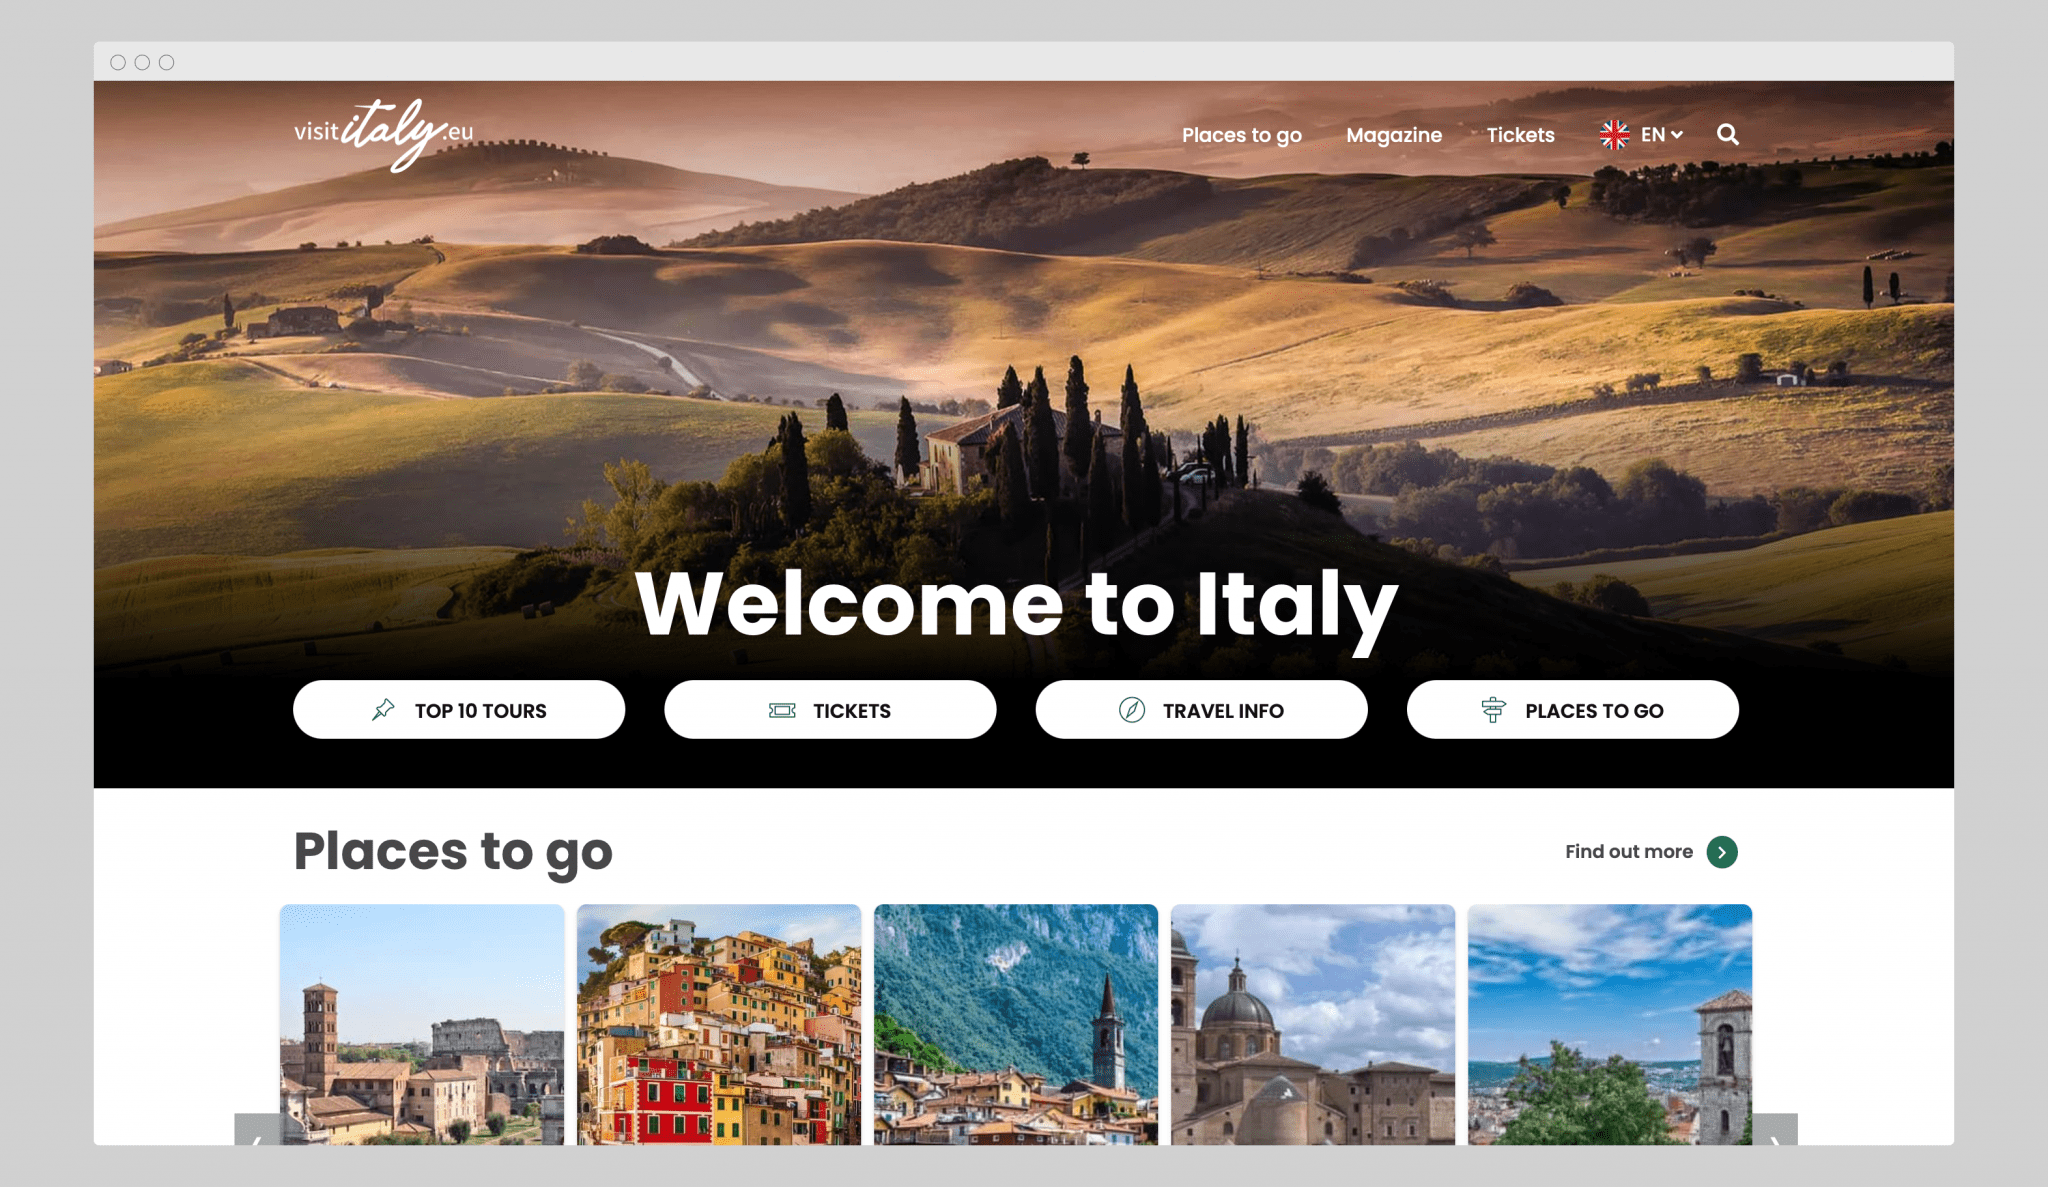 visititaly.eu
Places to go
Magazine
Tickets
EN
Welcome to Italy
TOP 10 TOURS
TICKETS
TRAVEL INFO
PLACES TO GO
Places to go
Find out more